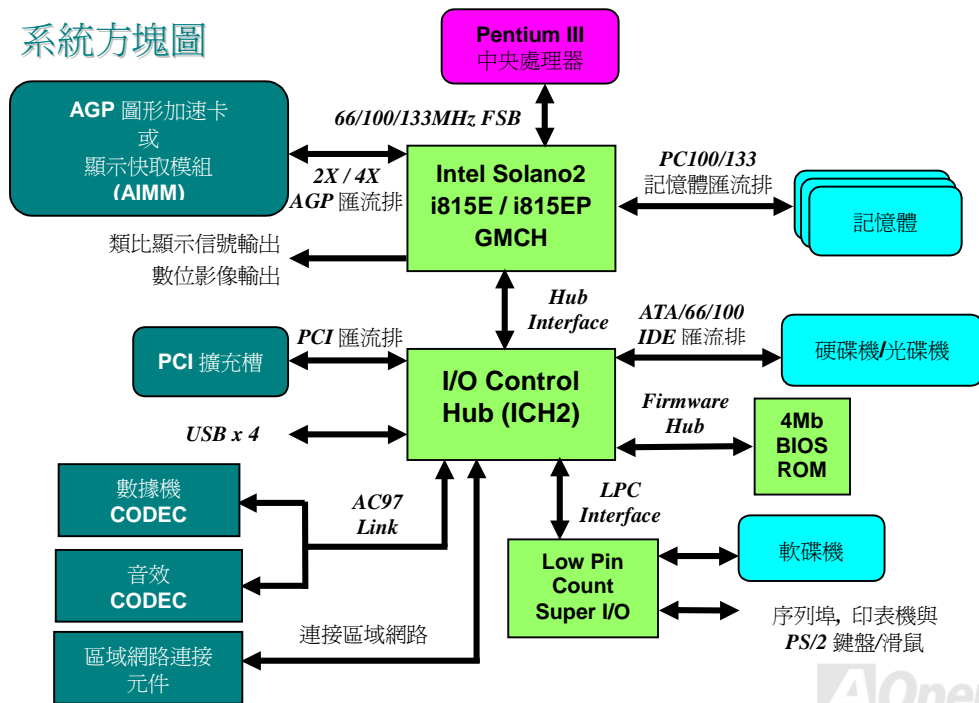 系統方塊圖
Pentium III
中央處理器
AGP 圖形加速卡
或
顯示快取模組
(AIMM)
66/100/133MHz FSB
2X / 4X
AGP 匯流排
Intel Solano2
i815E / i815EP
GMCH
PC100/133
記憶體匯流排
記憶體
類比顯示信號輸出
數位影像輸出
Hub
Interface
ATA/66/100
IDE 匯流排
硬碟機/光碟機
PCI 擴充槽
PCI 匯流排
I/O Control
Hub (ICH2)
Firmware
Hub
4Mb
BIOS
ROM
USB x 4
數據機
CODEC
AC97
Link
LPC
Interface
音效
CODEC
Low Pin
Count
Super I/O
軟碟機
序列埠, 印表機與
PS/2 鍵盤/滑鼠
連接區域網路
區域網路連接
元件
AOpen